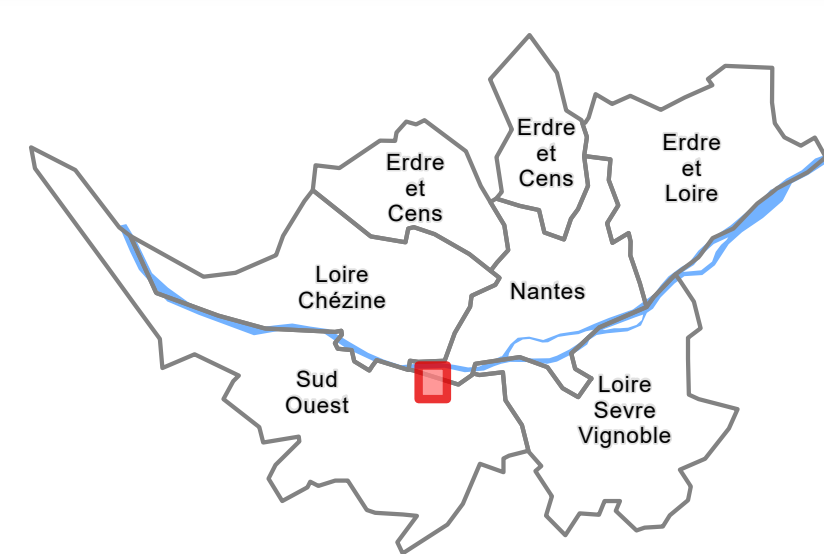 Erdre
et
Cens
Erdre
et
Loire
Erdre
et
Cens
Loire
Chézine
Nantes
Sud
Ouest
Loire
Sevre
Vignoble